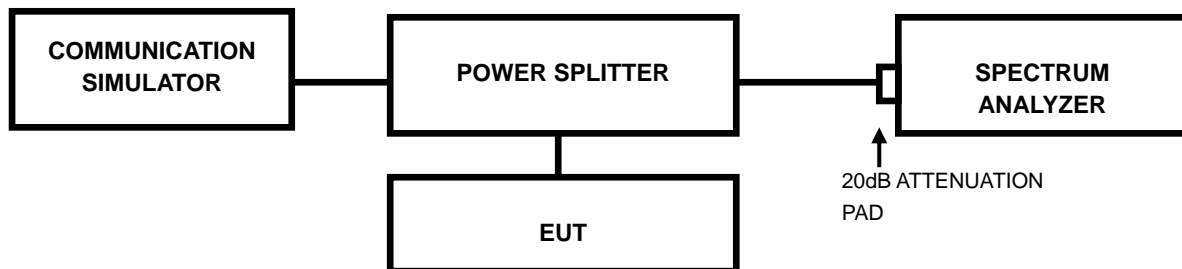 COMMUNICATION
SIMULATOR
POWER SPLITTER
SPECTRUM
ANALYZER
20dB ATTENUATION
PAD
EUT